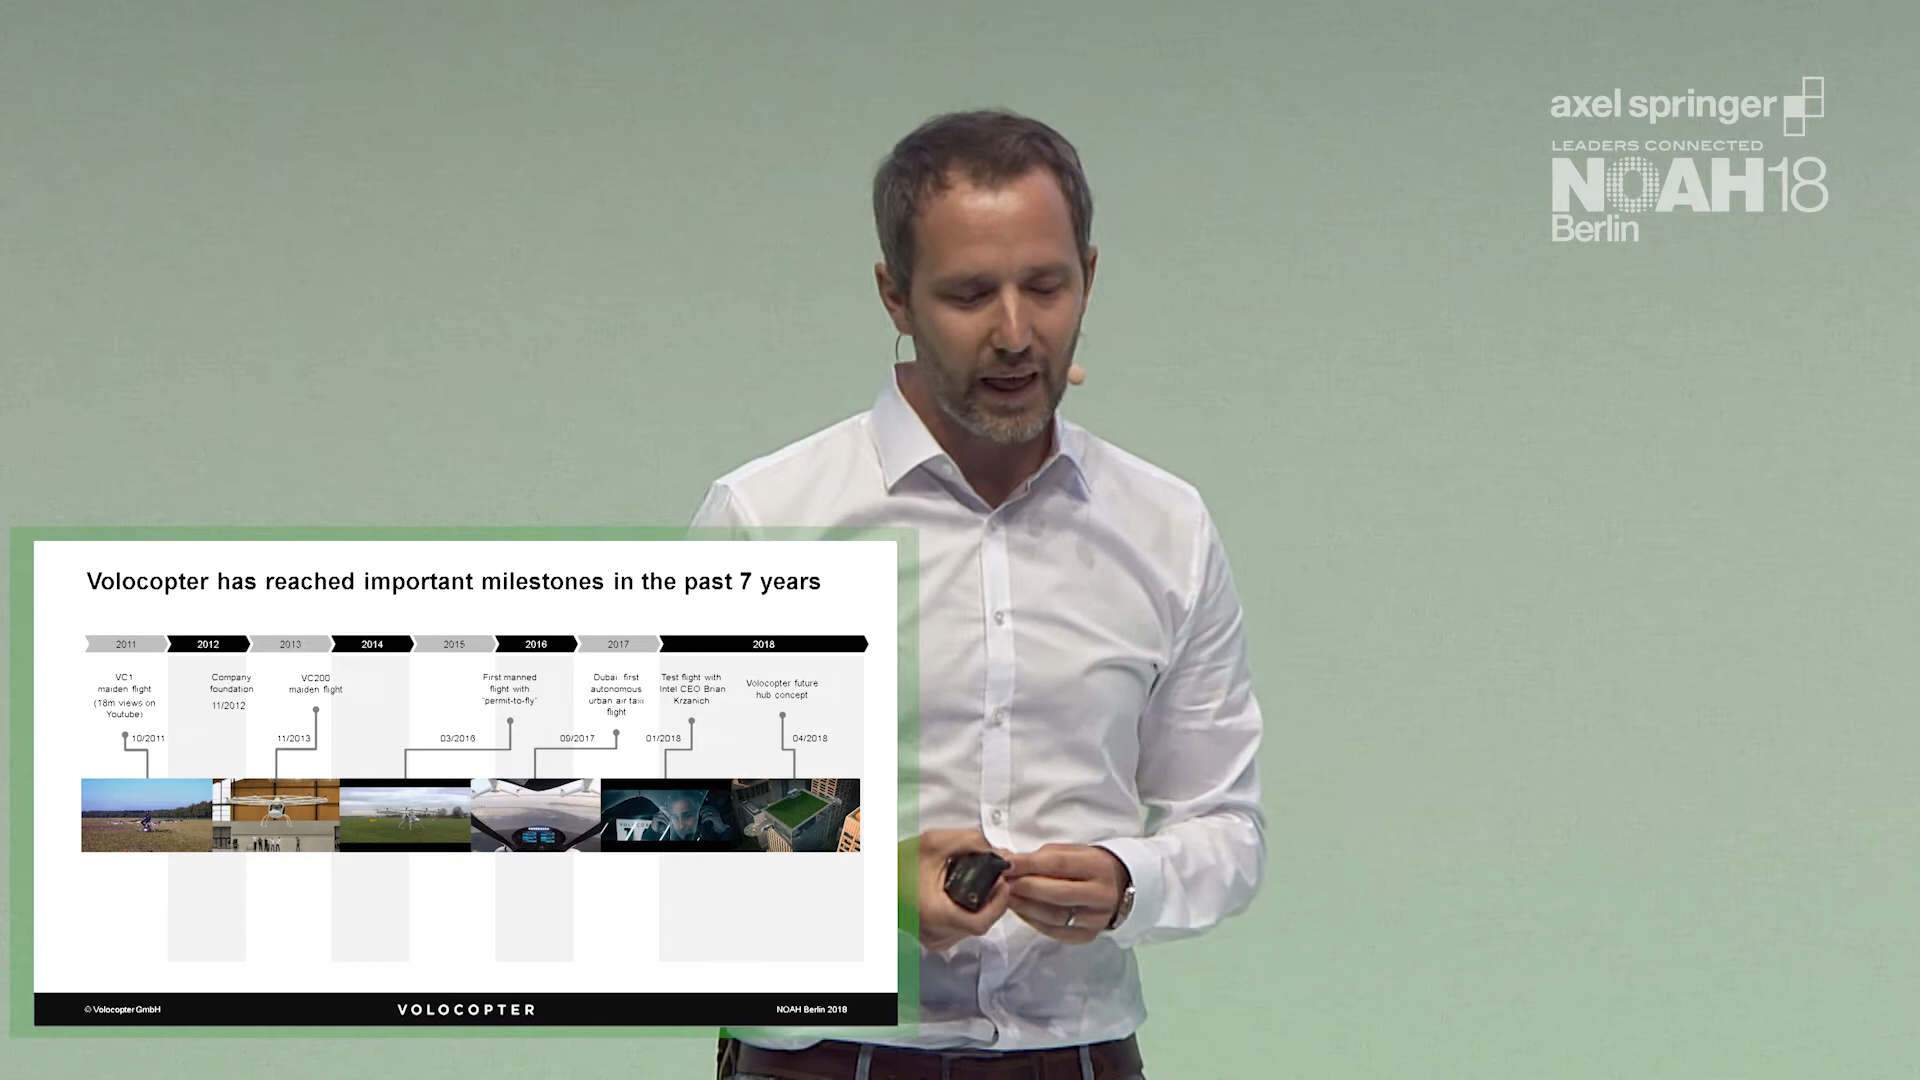 axel springer
LEADERS CONNECTED
NOAH18
Berlin
Volocopter has reached important milestones in the past 7 years
2011
2012
2013
2014
2015
2016
2017
2018
VC1
maiden flight
(18m views on
Youtube)
10/2011
Company
foundation
11/2012
VC200
maiden flight
11/2013
First manned
flight with
"permit-to-fly"
03/2016
Dubai: first
autonomous
urban air taxi
flight
09/2017
Test flight with
Intel CEO Brian
Krzanich
01/2018
Volocopter future
hub concept
04/2018
© Volocopter GmbH
VOLOCOPTER
NOAH Berlin 2018